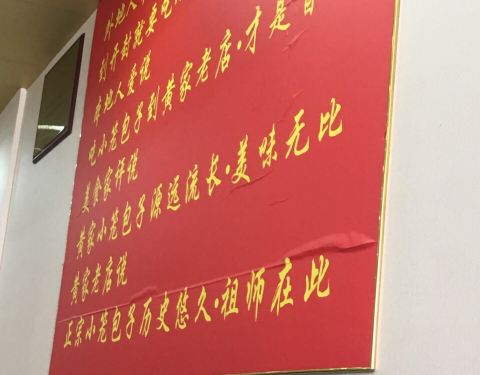 外地人
到开封就要吃
本地人爱说
吃小笼包子到黄家老店·才是首
美食家评说
黄家小笼包子源远流长·美味无比
黄家老店说
正宗小笼包子历史悠久·祖师在此